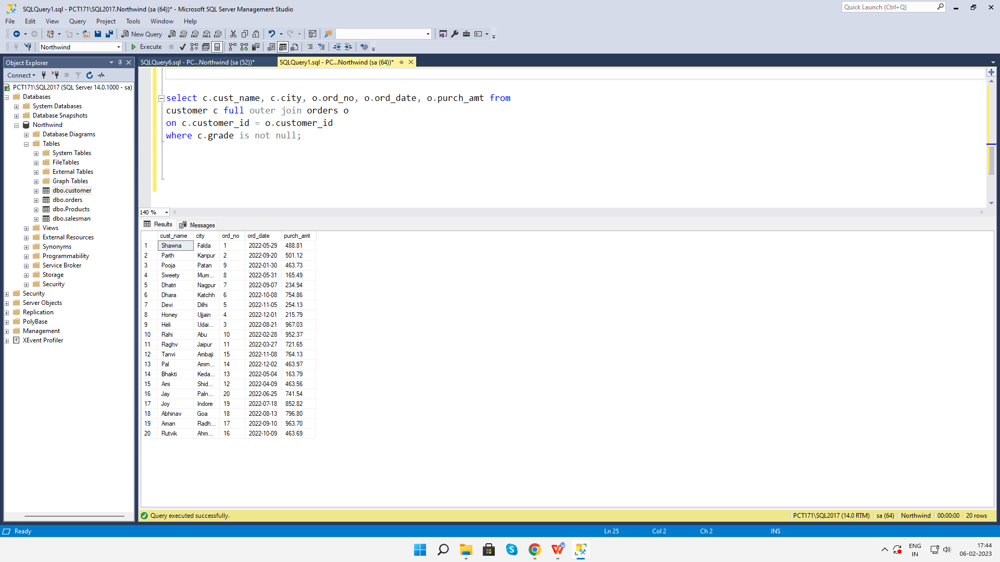 SQLQuery1.sql - PCT171\SQL2017.Northwind (sa (64))* - Microsoft SQL Server Management Studio
Quick Launch (Ctrl+Q)
File Edit View Query Project Tools Window Help
New Query MDX DMX XMLA DAX
Northwind Execute
Object Explorer
SQLQuery6.sql - PC...Northwind (sa (52))*
SQLQuery1.sql - PC...Northwind (sa (64))*
Connect
PCT171\SQL2017 (SQL Server 14.0.1000 - sa)
Databases
System Databases
Database Snapshots
Northwind
Database Diagrams
Tables
System Tables
FileTables
External Tables
Graph Tables
dbo.customer
dbo.orders
dbo.Products
dbo.salesman
Views
External Resources
Synonyms
Programmability
Service Broker
Storage
Security
Security
Server Objects
Replication
PolyBase
Management
XEvent Profiler
select c.cust_name, c.city, o.ord_no, o.ord_date, o.purch_amt from
customer c full outer join orders o
on c.customer_id = o.customer_id
where c.grade is not null;
140 %
Results Messages
cust_name city ord_no ord_date purch_amt
1 Shawna Falda 1 2022-05-29 488.81
2 Parth Kanpur 2 2022-09-20 501.12
3 Pooja Patan 9 2022-01-30 463.73
4 Sweety Mum... 8 2022-05-31 165.49
5 Dhatri Nagpur 7 2022-09-07 234.94
6 Dhara Katchh 6 2022-10-08 754.86
7 Devi Dilhi 5 2022-11-05 254.13
8 Honey Ujjain 4 2022-12-01 215.79
9 Heli Udai... 3 2022-08-21 967.03
10 Rahi Abu 10 2022-02-28 952.37
11 Raghv Jaipur 11 2022-03-27 721.65
12 Tanvi Ambaji 15 2022-11-08 764.13
13 Pal Amm... 14 2022-12-02 463.97
14 Bhakti Keda... 13 2022-05-04 163.79
15 Ami Shid... 12 2022-04-09 463.56
16 Jay Paln... 20 2022-06-25 741.54
17 Joy Indore 19 2022-07-18 852.82
18 Abhinav Goa 18 2022-08-13 796.80
19 Aman Radh... 17 2022-09-10 963.70
20 Rutvik Ahm... 16 2022-10-09 463.69
Query executed successfully.
PCT171\SQL2017 (14.0 RTM) sa (64) Northwind 00:00:00 20 rows
Ready Ln 25 Col 2 Ch 2 INS
ENG
IN
17:44
06-02-2023